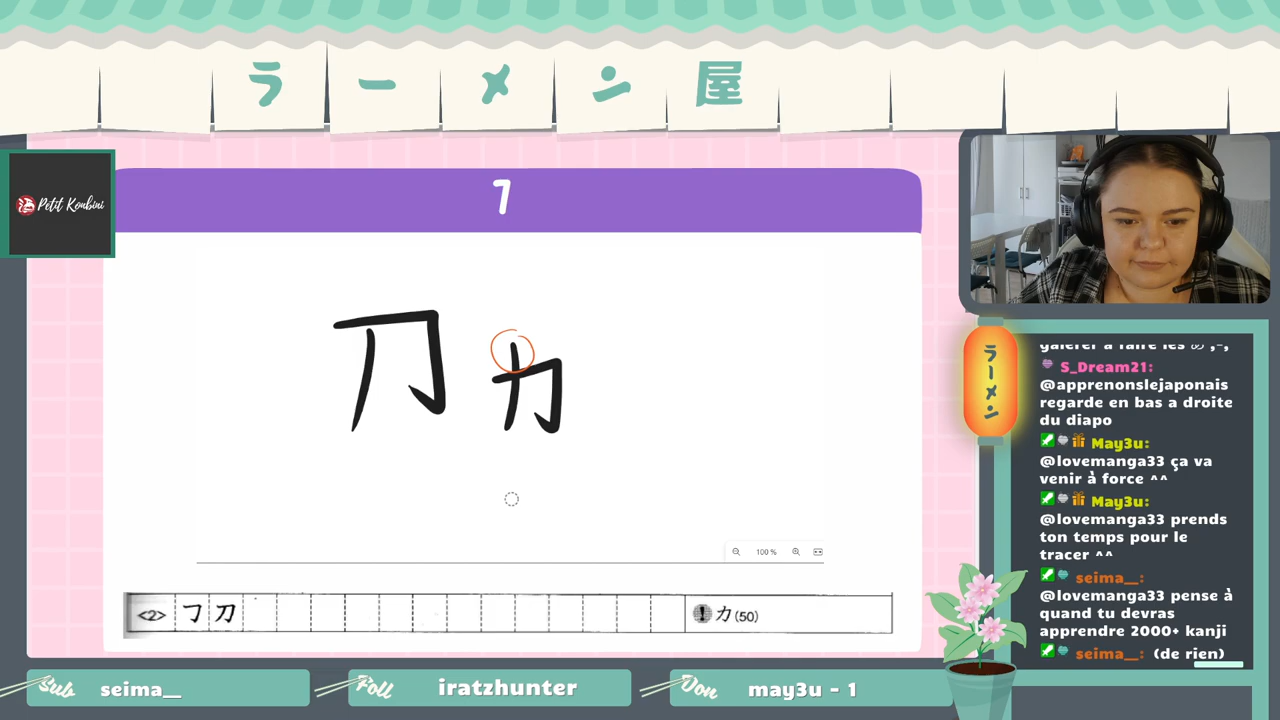 ラーメン屋
Petit Konbini
7
刀 力
100 %
<2> ㇆ 刀 ! 力 (50)
ラーメン
S_Dream21:
@apprenonslejaponais
regarde en bas a droite
du diapo
May3u:
@lovemanga33 ça va
venir à force ^^
May3u:
@lovemanga33 prends
ton temps pour le
tracer ^^
seima__:
@lovemanga33 pense à
quand tu devras
apprendre 2000+ kanji
seima__: (de rien)
Sub seima__
Foll iratzhunter
Don may3u - 1